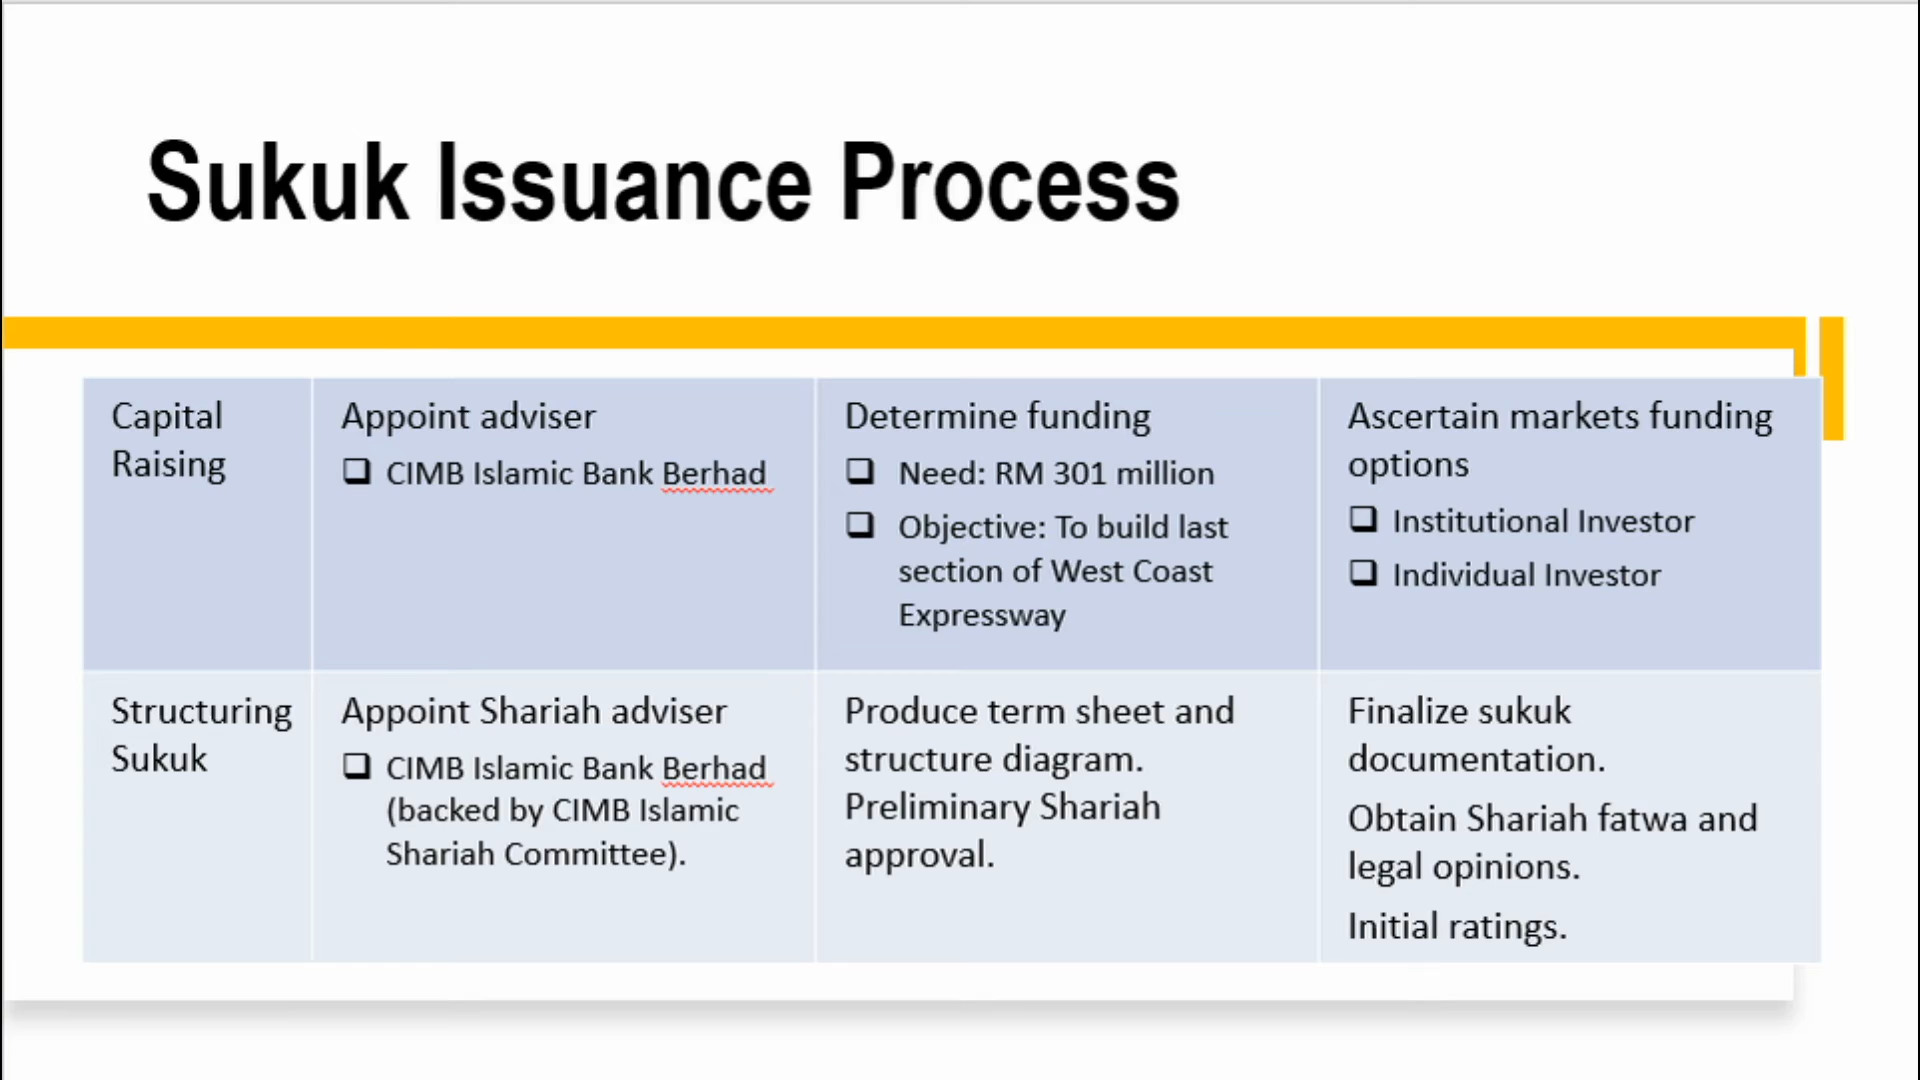 Sukuk Issuance Process
Capital
Raising
Appoint adviser
❑ CIMB Islamic Bank Berhad
Determine funding
❑ Need: RM 301 million
❑ Objective: To build last
section of West Coast
Expressway
Ascertain markets funding
options
❑ Institutional Investor
❑ Individual Investor
Structuring
Sukuk
Appoint Shariah adviser
❑ CIMB Islamic Bank Berhad
(backed by CIMB Islamic
Shariah Committee).
Produce term sheet and
structure diagram.
Preliminary Shariah
approval.
Finalize sukuk
documentation.
Obtain Shariah fatwa and
legal opinions.
Initial ratings.